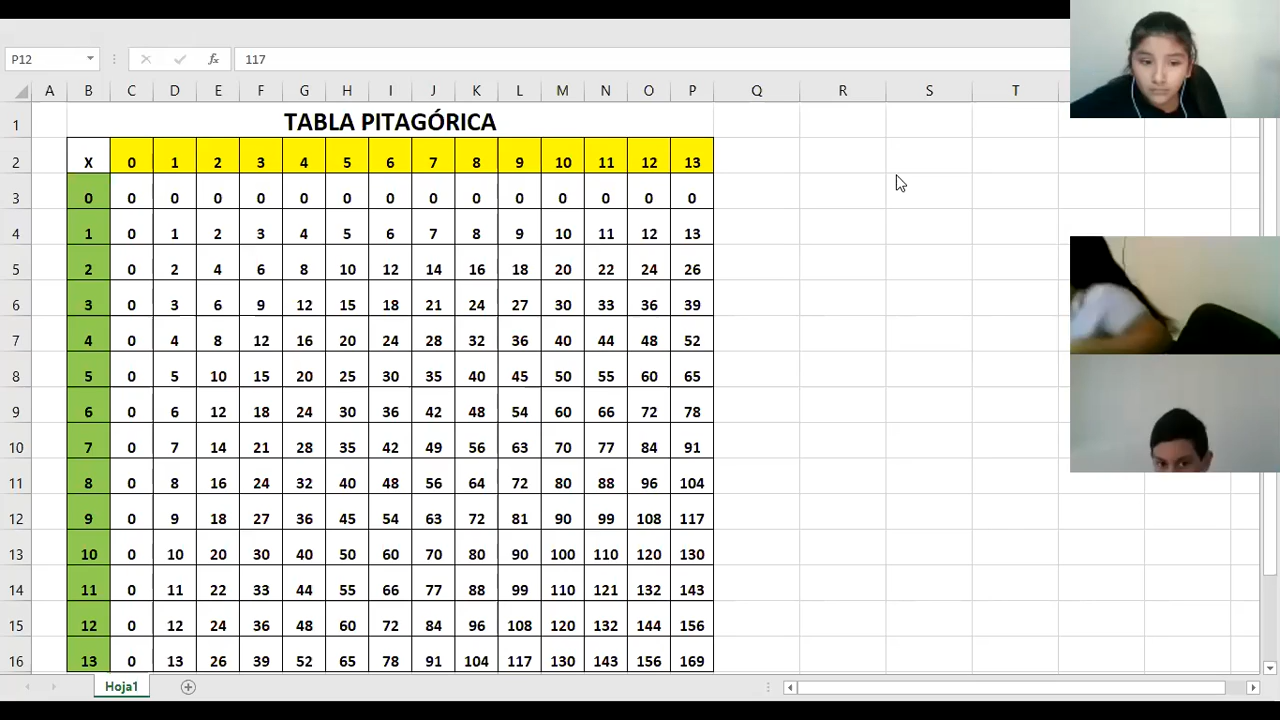 P12 fx 117
A B C D E F G H I J K L M N O P Q R S T
1 TABLA PITAGÓRICA
2 X 0 1 2 3 4 5 6 7 8 9 10 11 12 13
3 0 0 0 0 0 0 0 0 0 0 0 0 0 0 0
4 1 0 1 2 3 4 5 6 7 8 9 10 11 12 13
5 2 0 2 4 6 8 10 12 14 16 18 20 22 24 26
6 3 0 3 6 9 12 15 18 21 24 27 30 33 36 39
7 4 0 4 8 12 16 20 24 28 32 36 40 44 48 52
8 5 0 5 10 15 20 25 30 35 40 45 50 55 60 65
9 6 0 6 12 18 24 30 36 42 48 54 60 66 72 78
10 7 0 7 14 21 28 35 42 49 56 63 70 77 84 91
11 8 0 8 16 24 32 40 48 56 64 72 80 88 96 104
12 9 0 9 18 27 36 45 54 63 72 81 90 99 108 117
13 10 0 10 20 30 40 50 60 70 80 90 100 110 120 130
14 11 0 11 22 33 44 55 66 77 88 99 110 121 132 143
15 12 0 12 24 36 48 60 72 84 96 108 120 132 144 156
16 13 0 13 26 39 52 65 78 91 104 117 130 143 156 169
Hoja1